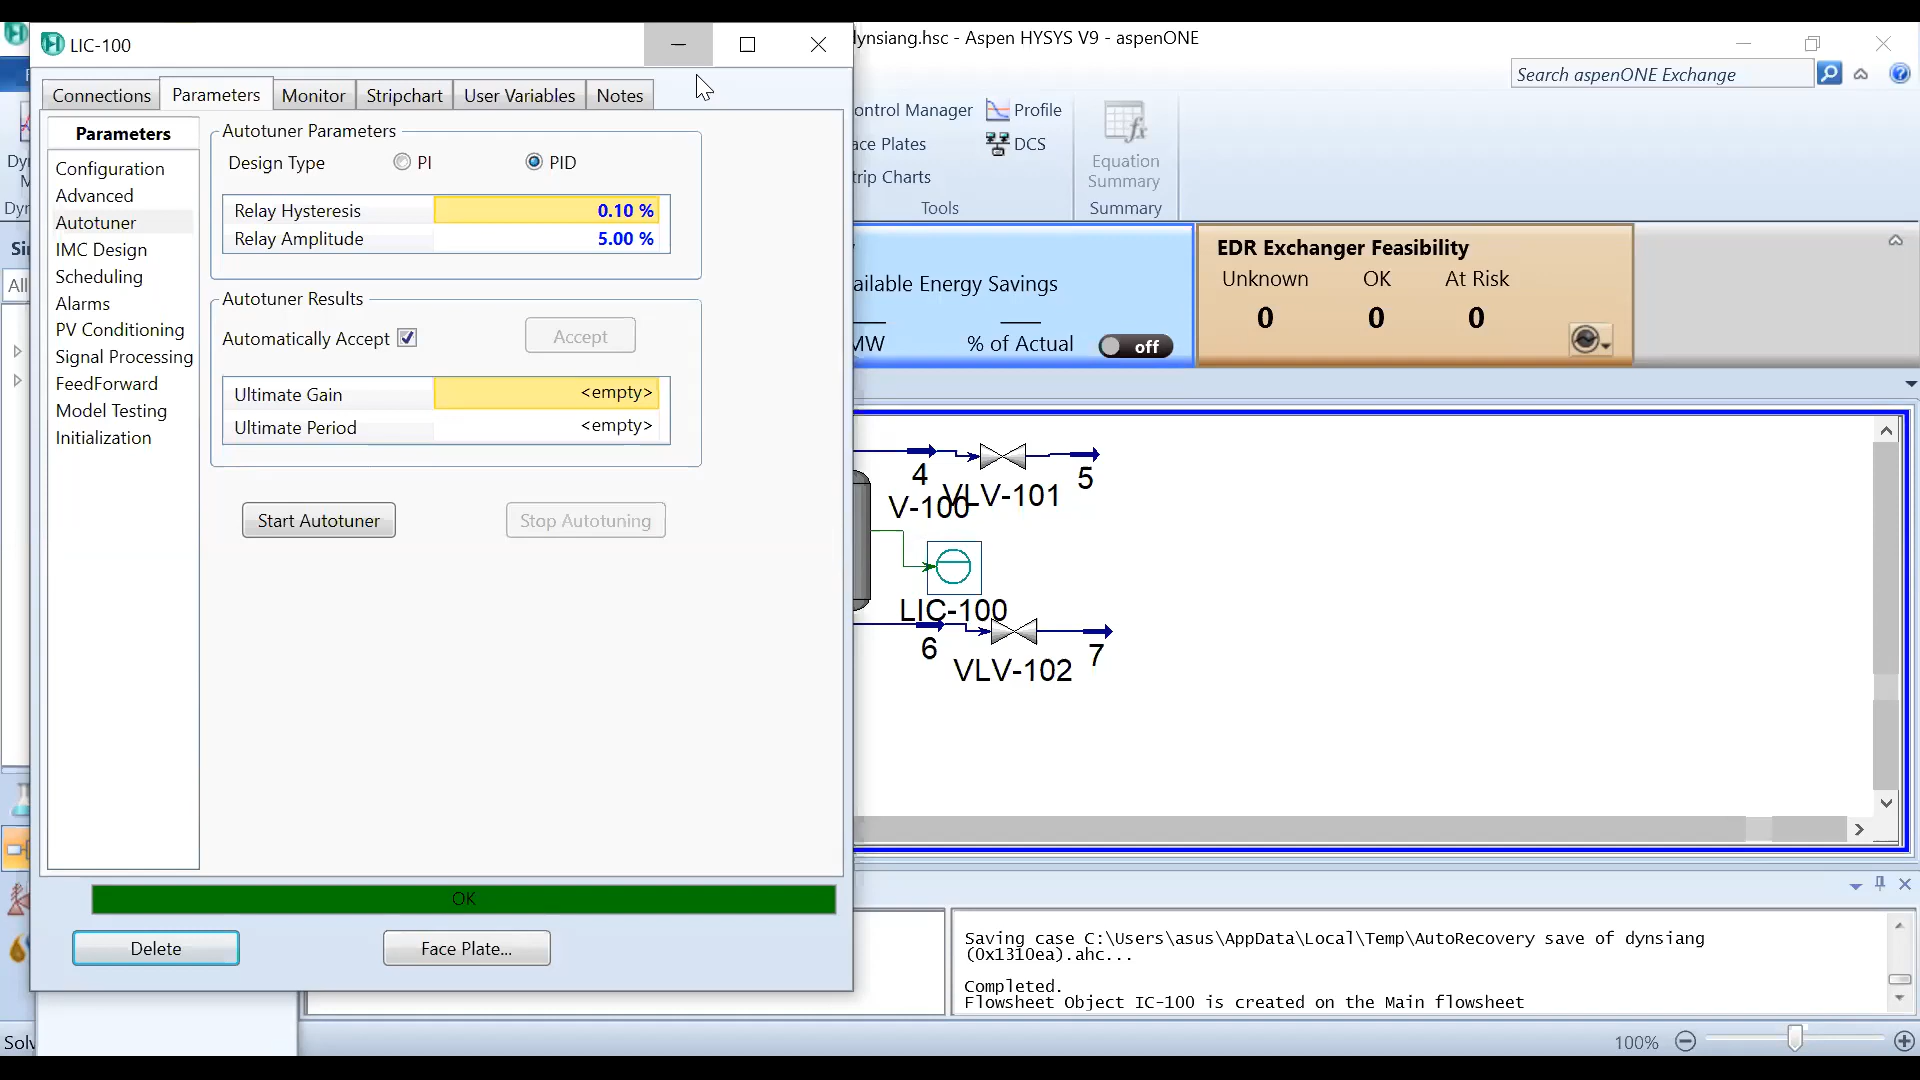 LIC-100
dynsiang.hsc - Aspen HYSYS V9 - aspenONE
Search aspenONE Exchange
Connections Parameters Monitor Stripchart User Variables Notes
ontrol Manager Profile
ace Plates DCS
trip Charts
Tools
Equation
Summary
Summary
Parameters
Configuration
Advanced
Autotuner
IMC Design
Scheduling
Alarms
PV Conditioning
Signal Processing
FeedForward
Model Testing
Initialization
Autotuner Parameters
Design Type PI PID
Relay Hysteresis 0.10 %
Relay Amplitude 5.00 %
Autotuner Results
Automatically Accept Accept
Ultimate Gain <empty>
Ultimate Period <empty>
Start Autotuner Stop Autotuning
OK
Delete Face Plate...
ailable Energy Savings
MW % of Actual off
EDR Exchanger Feasibility
Unknown OK At Risk
0 0 0
All
4
V-100
VLV-101
5
LIC-100
6
VLV-102
7
Saving case C:\Users\asus\AppData\Local\Temp\AutoRecovery save of dynsiang
(0x1310ea).ahc...
Completed.
Flowsheet Object IC-100 is created on the Main flowsheet
Solv
100%